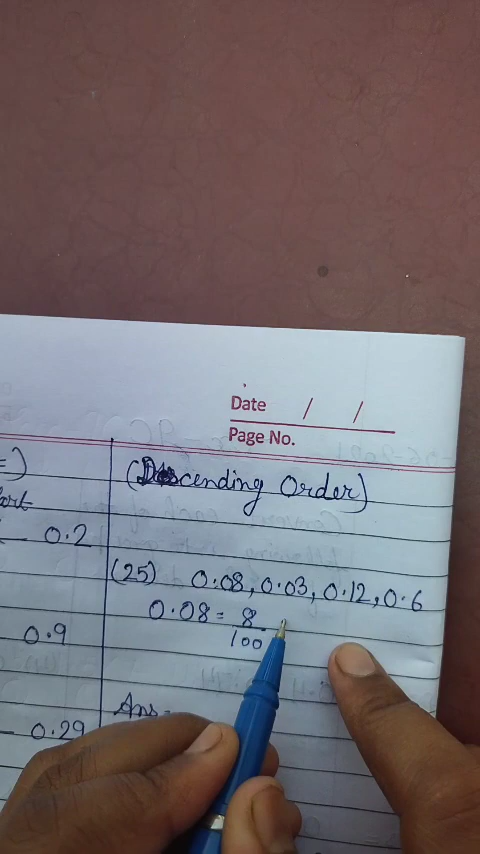 Date / /
Page No.
(Descending Order)
0.2
(25) 0.08, 0.03, 0.12, 0.6
0.08 = 8/100
0.9
Ans =
0.29